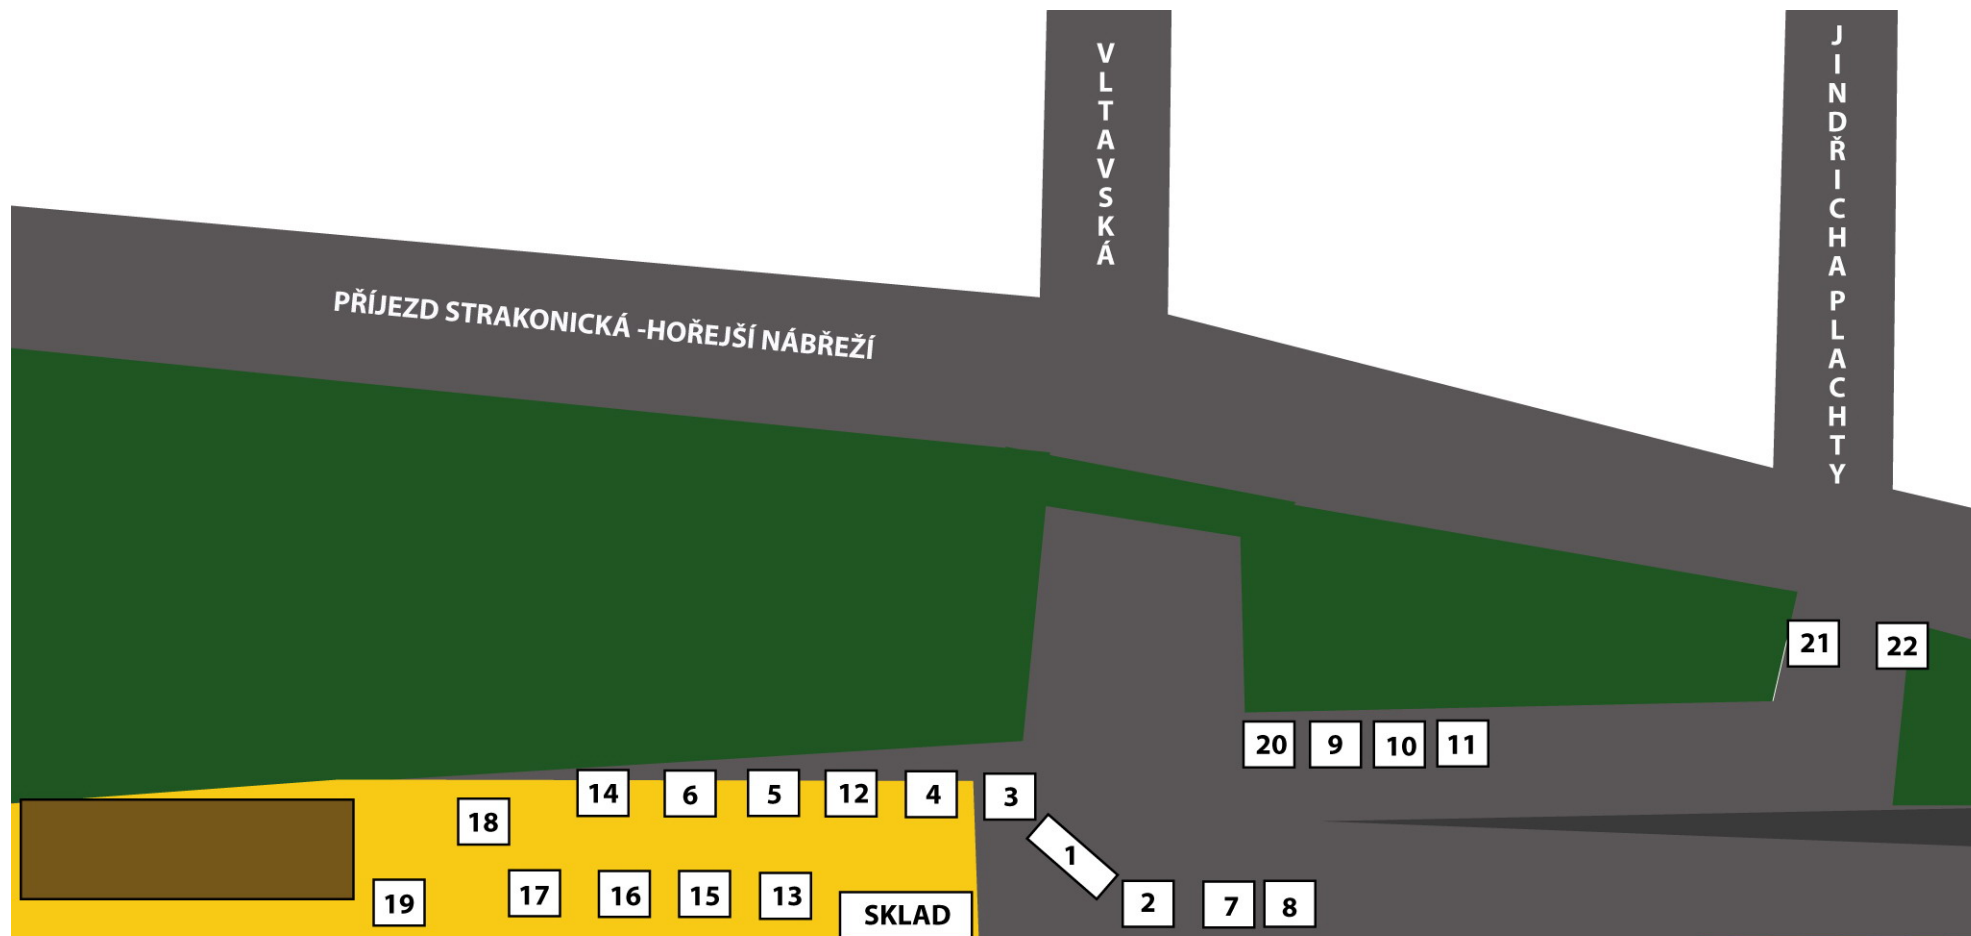 VLTAVSKÁ
JINDŘICHA PLACHTY
PŘÍJEZD STRAKONICKÁ -HOŘEJŠÍ NÁBŘEŽÍ
21 22
20 9 10 11
14 6 5 12 4 3
18
1
19 17 16 15 13 SKLAD 2 7 8